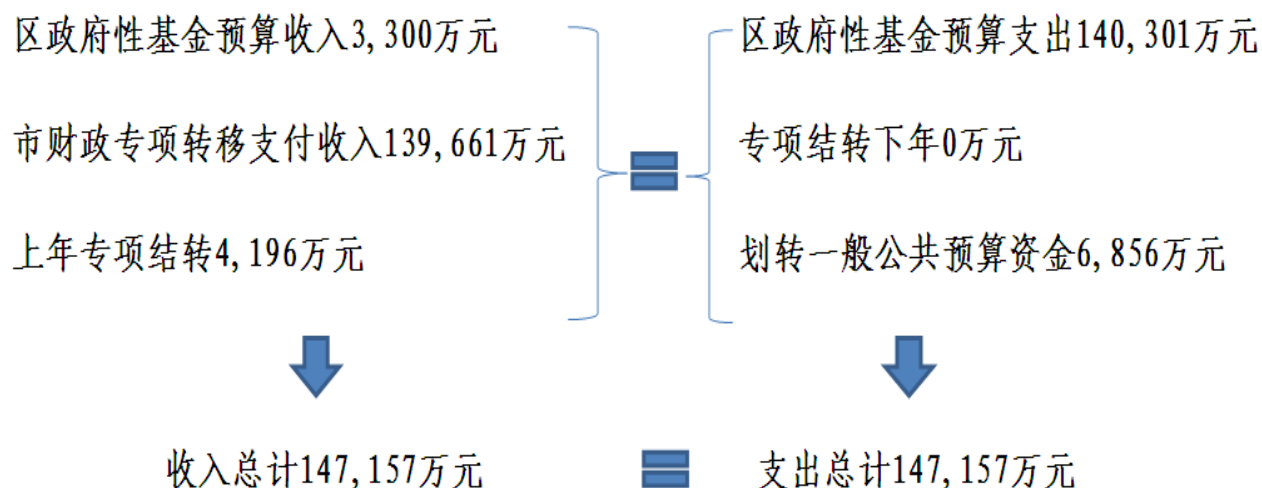 区政府性基金预算收入3,300万元
市财政专项转移支付收入139,661万元
上年专项结转4,196万元
区政府性基金预算支出140,301万元
专项结转下年0万元
划转一般公共预算资金6,856万元
收入总计147,157万元
支出总计147,157万元